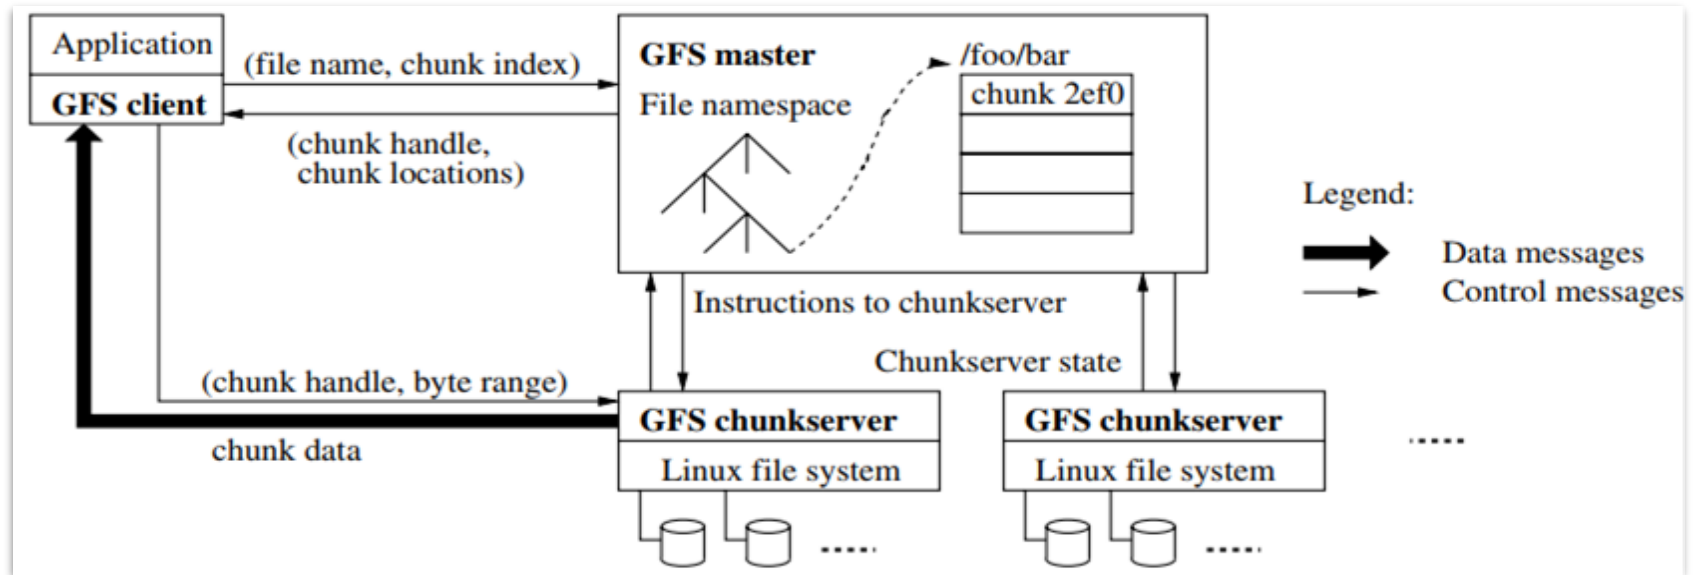 Application
GFS client
(file name, chunk index)
(chunk handle,
chunk locations)
GFS master
File namespace
/foo/bar
chunk 2ef0
Legend:
Data messages
Control messages
Instructions to chunkserver
Chunkserver state
(chunk handle, byte range)
chunk data
GFS chunkserver
Linux file system
GFS chunkserver
Linux file system